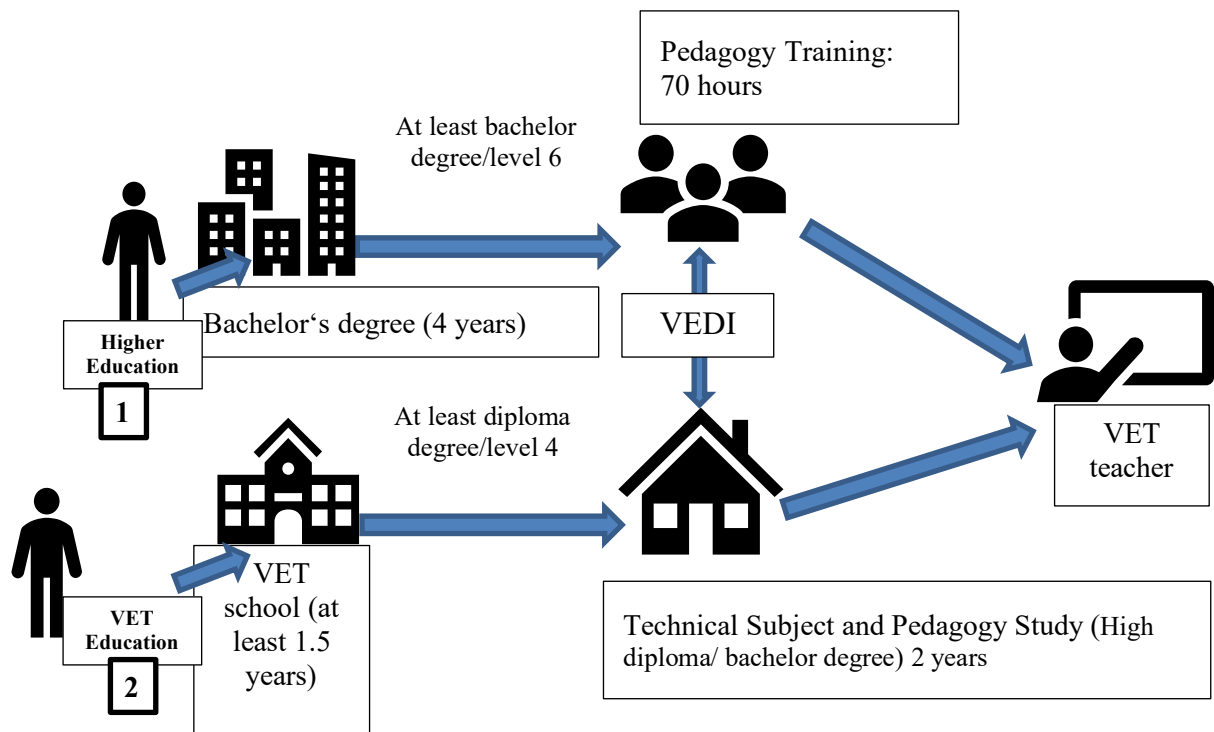 Pedagogy Training:
70 hours
At least bachelor
degree/level 6
Bachelor‘s degree (4 years)
VEDI
Higher
Education
1
At least diploma
degree/level 4
VET
teacher
VET
school (at
least 1.5
years)
VET
Education
2
Technical Subject and Pedagogy Study (High
diploma/ bachelor degree) 2 years